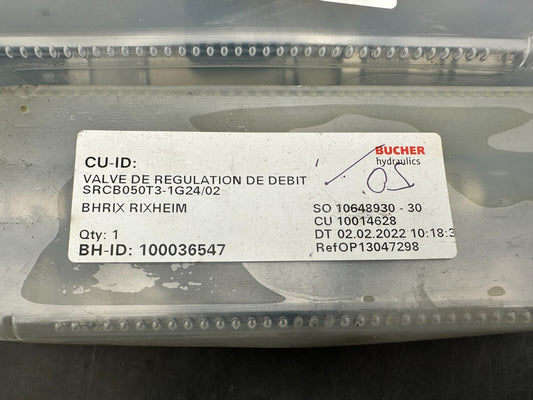 BUCHER
hydraulics
CU-ID:
VALVE DE REGULATION DE DEBIT
SRCB050T3-1G24/02
BHRIX RIXHEIM
SO 10648930 - 30
CU 10014628
Qty: 1
DT 02.02.2022 10:18:3
BH-ID: 100036547
RefOP13047298